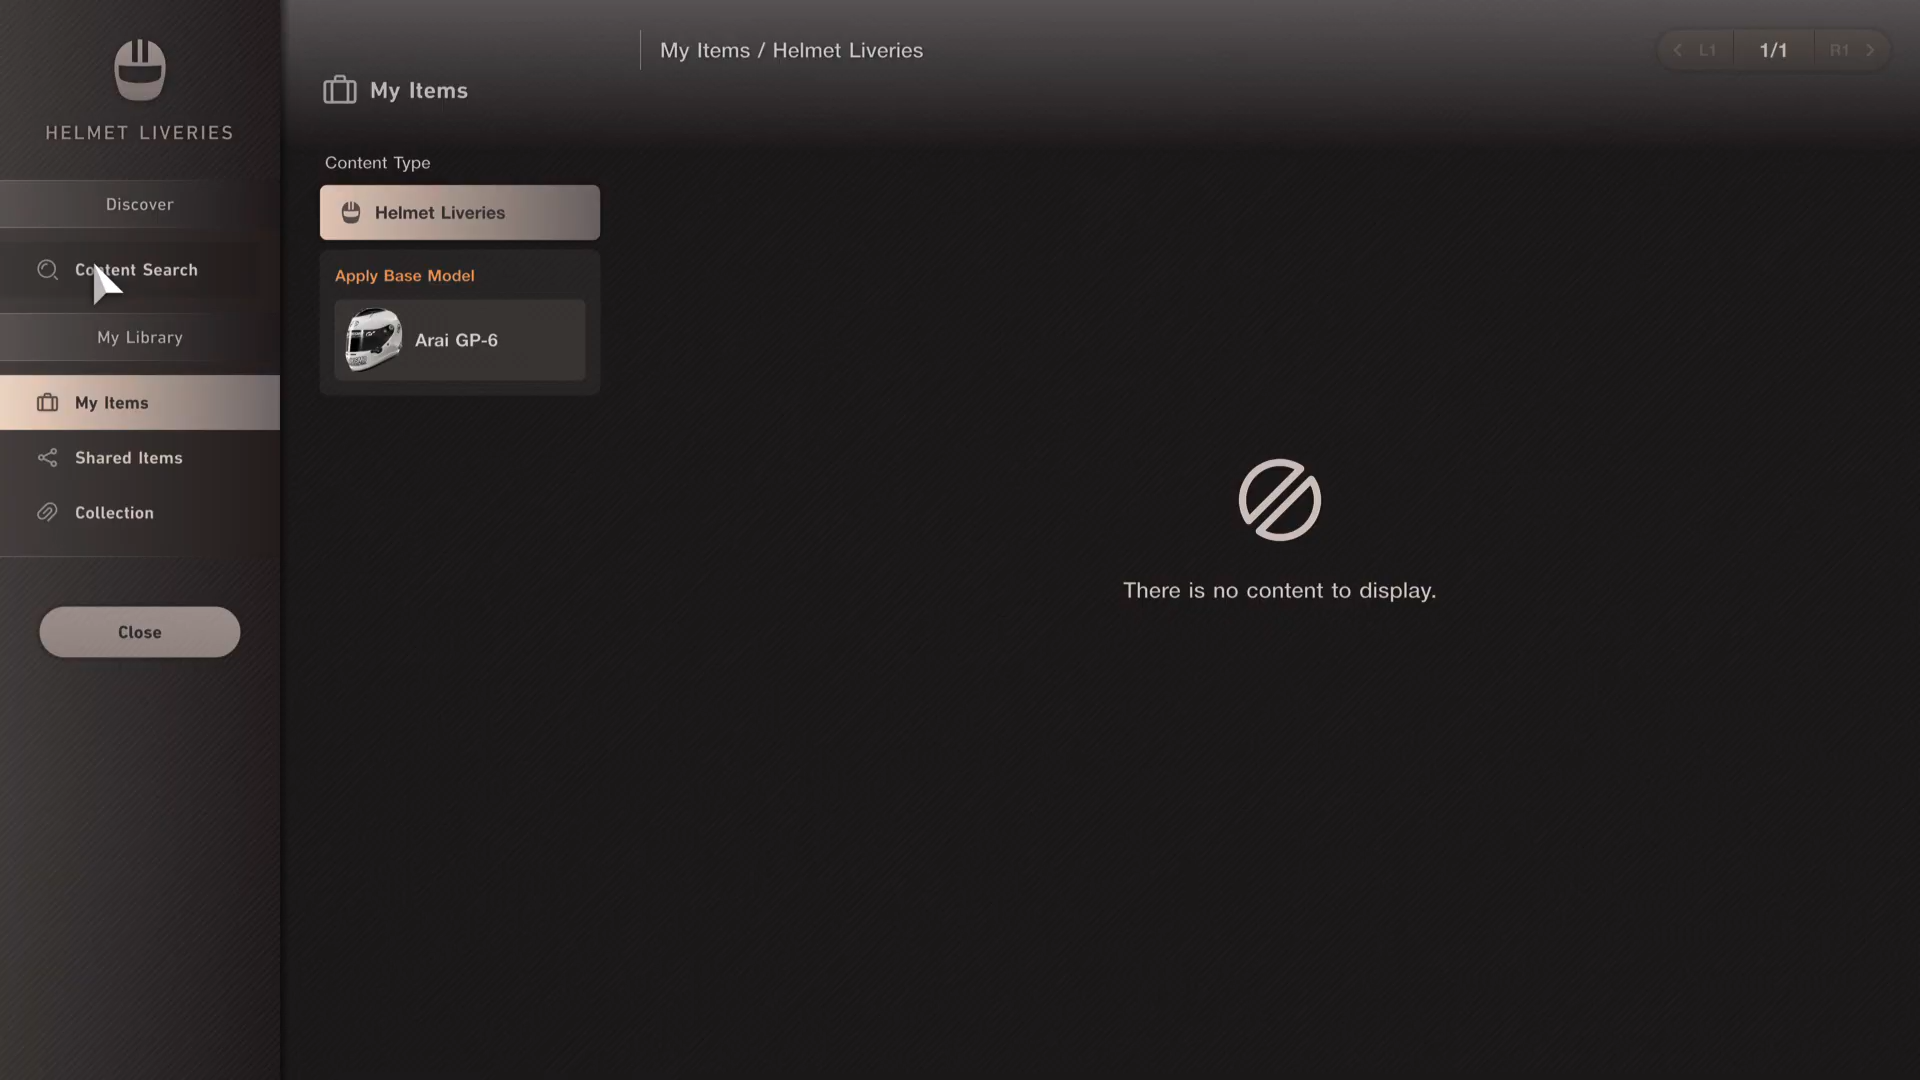 HELMET LIVERIES
Discover
Content Search
My Library
My Items
Shared Items
Collection
Close
My Items
My Items / Helmet Liveries
L1
1/1
R1
Content Type
Helmet Liveries
Apply Base Model
Arai GP-6
There is no content to display.